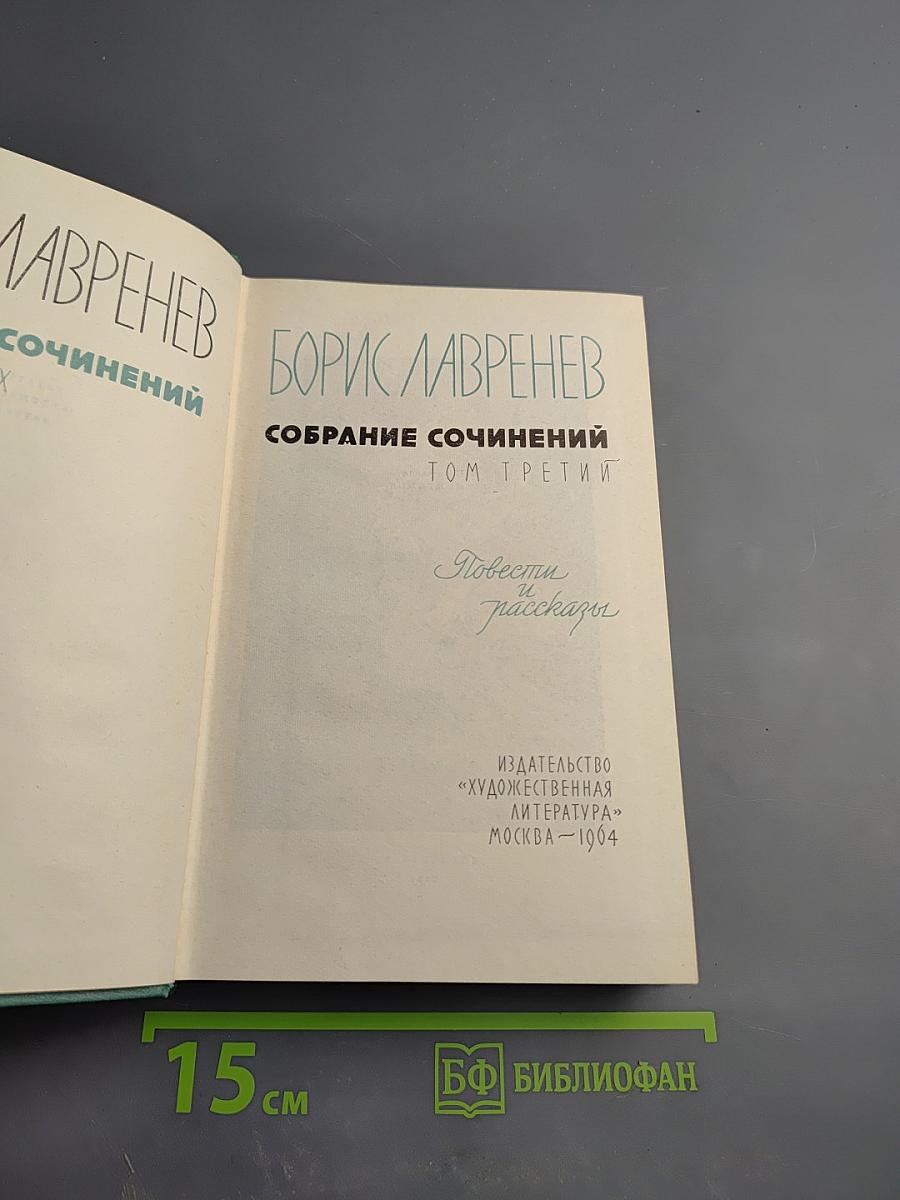 ЛАВРЕНЕВ
СОЧИНЕНИЙ
Х
БОРИС ЛАВРЕНЕВ
СОБРАНИЕ СОЧИНЕНИЙ
ТОМ ТРЕТИЙ
Повести
и
рассказы
ИЗДАТЕЛЬСТВО
«ХУДОЖЕСТВЕННАЯ
ЛИТЕРАТУРА»
МОСКВА — 1964
15 см
БФ БИБЛИОФАН